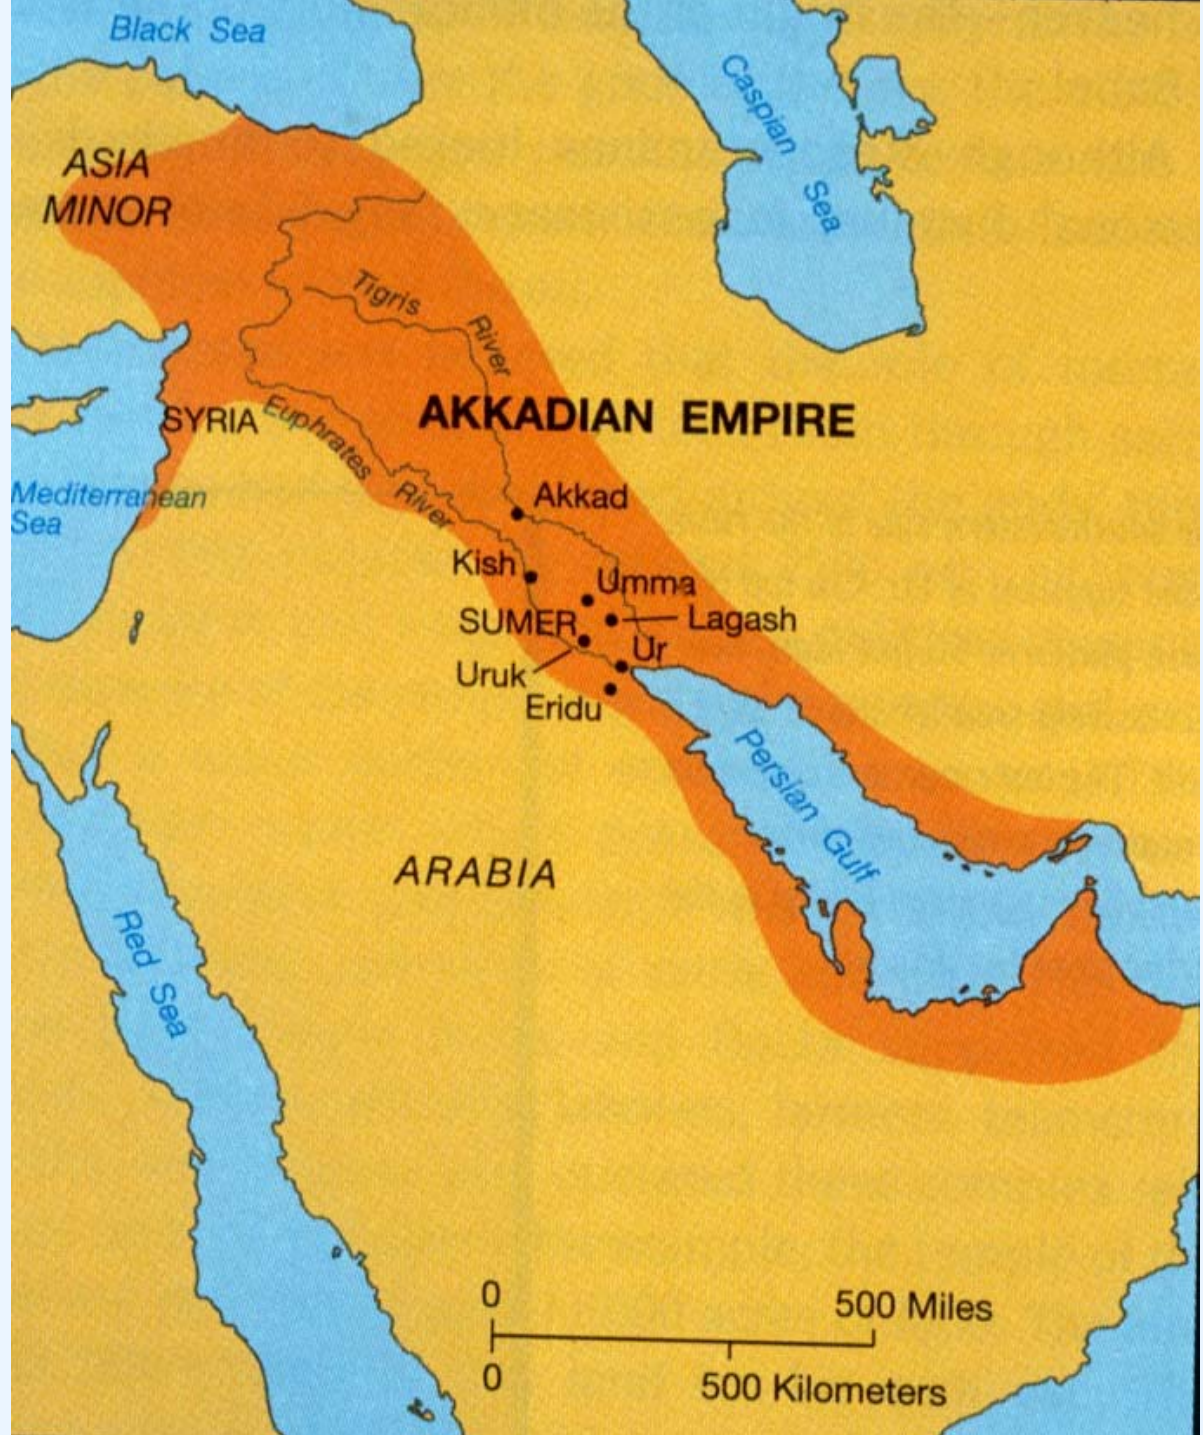 Black Sea
Caspian Sea
ASIA
MINOR
Tigris River
AKKADIAN EMPIRE
SYRIA
Euphrates River
Mediterranean
Sea
Akkad
Kish
Umma
SUMER
Lagash
Ur
Uruk
Eridu
Persian Gulf
ARABIA
Red Sea
0
500 Miles
0
500 Kilometers